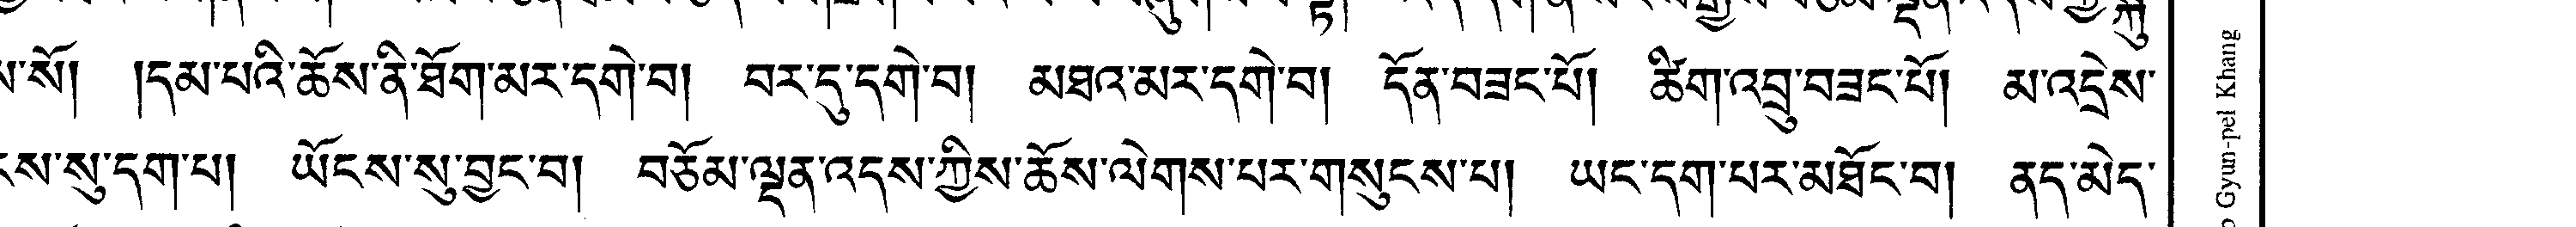 སོ། །དམ་པའི་ཆོས་ནི་ཐོག་མར་དགེ་བ། བར་དུ་དགེ་བ། མཐའ་མར་དགེ་བ། དོན་བཟང་པོ། ཚིག་འབྲུ་བཟང་པོ། མ་འདྲེས་
སུ་དག་པ། ཡོངས་སུ་བྱང་བ། བཅོམ་ལྡན་འདས་ཀྱིས་ཆོས་ལེགས་པར་གསུངས་པ། ཡང་དག་པར་མཐོང་བ། ནད་མེད་
Gyun-pel Khang